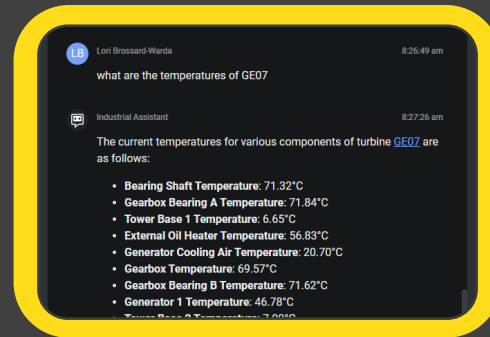 LB Lori Brossard-Warda 8:26:49 am
what are the temperatures of GE07
Industrial Assistant 8:27:26 am
The current temperatures for various components of turbine GE07 are
as follows:
• Bearing Shaft Temperature: 71.32°C
• Gearbox Bearing A Temperature: 71.84°C
• Tower Base 1 Temperature: 6.65°C
• External Oil Heater Temperature: 56.83°C
• Generator Cooling Air Temperature: 20.70°C
• Gearbox Temperature: 69.57°C
• Gearbox Bearing B Temperature: 71.62°C
• Generator 1 Temperature: 46.78°C